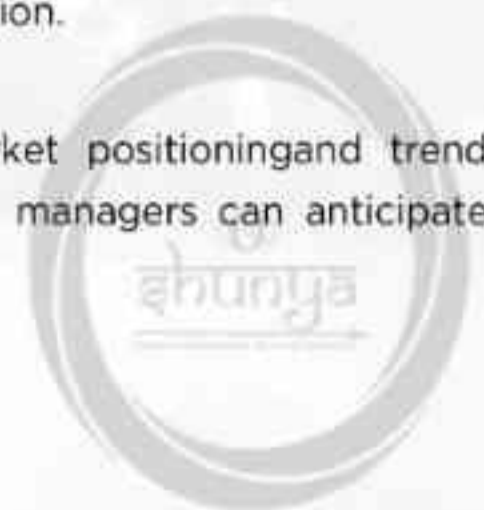 ion.
ket positioningand trend
managers can anticipate
shunya